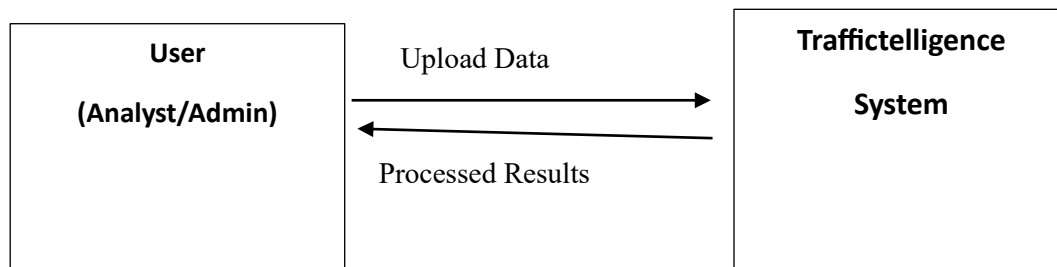 User
(Analyst/Admin)
Upload Data
Processed Results
Traffictelligence
System